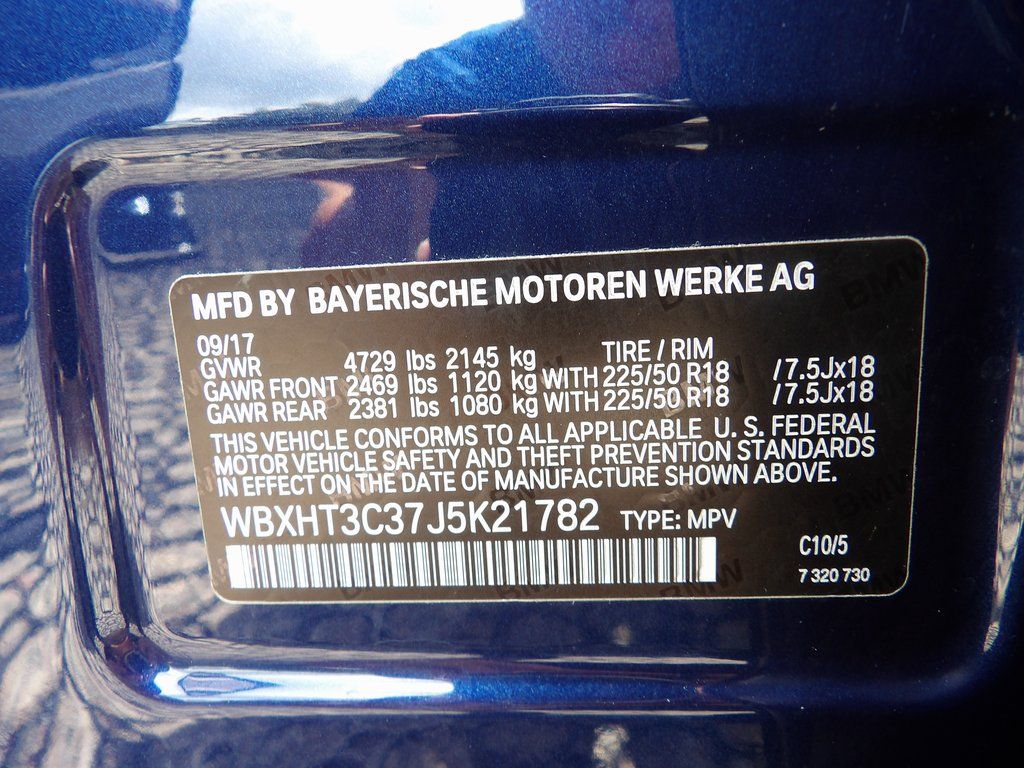 MFD BY BAYERISCHE MOTOREN WERKE AG
09/17 TIRE / RIM
GVWR 4729 lbs 2145 kg
GAWR FRONT 2469 lbs 1120 kg WITH 225/50 R18 /7.5Jx18
GAWR REAR 2381 lbs 1080 kg WITH 225/50 R18 /7.5Jx18
THIS VEHICLE CONFORMS TO ALL APPLICABLE U. S. FEDERAL
MOTOR VEHICLE SAFETY AND THEFT PREVENTION STANDARDS
IN EFFECT ON THE DATE OF MANUFACTURE SHOWN ABOVE.
WBXHT3C37J5K21782 TYPE: MPV
C10/5
7 320 730